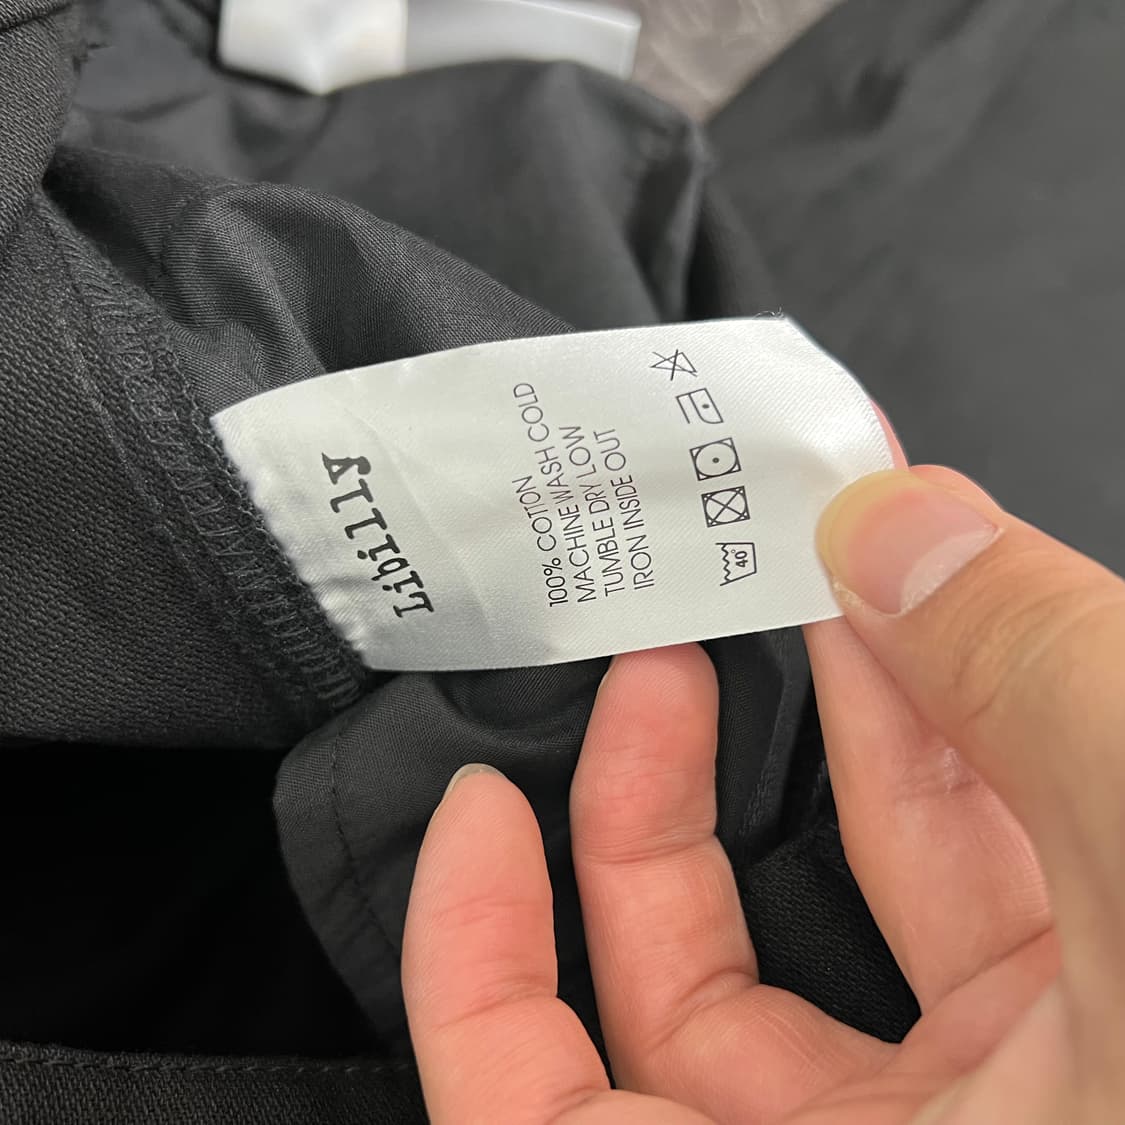 Libilly
100% COTTON
MACHINE WASH COLD
TUMBLE DRY LOW
IRON INSIDE OUT
40°